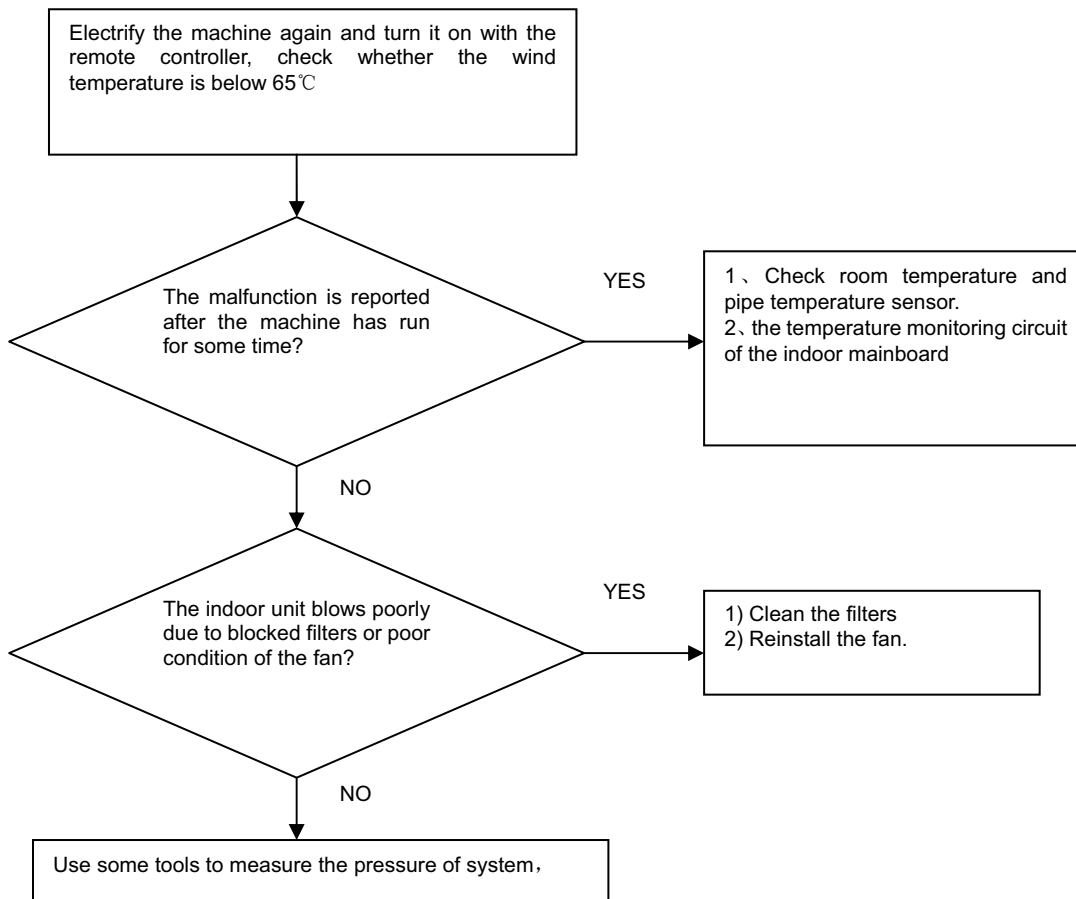 Electrify the machine again and turn it on with the
remote controller, check whether the wind
temperature is below 65℃
The malfunction is reported
after the machine has run
for some time?
YES
1、Check room temperature and
pipe temperature sensor.
2、the temperature monitoring circuit
of the indoor mainboard
NO
The indoor unit blows poorly
due to blocked filters or poor
condition of the fan?
YES
1) Clean the filters
2) Reinstall the fan.
NO
Use some tools to measure the pressure of system，